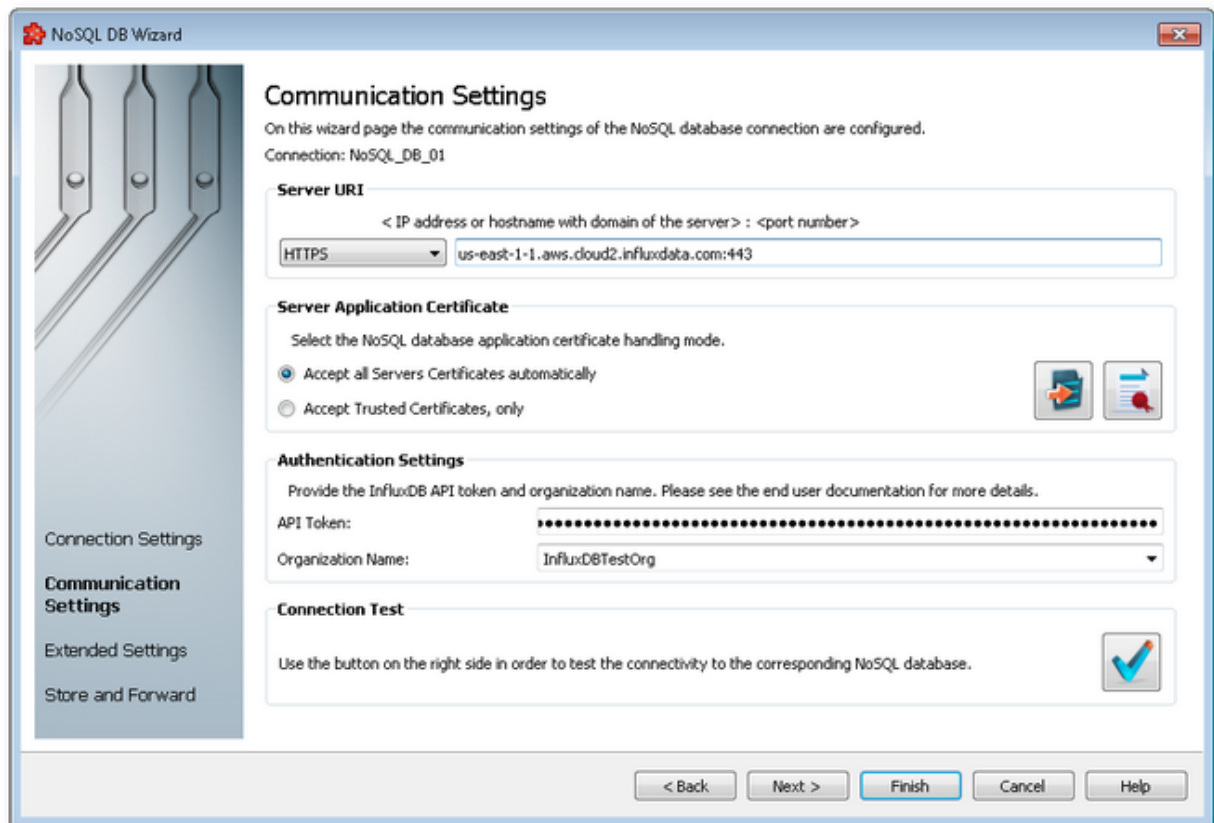 NoSQL DB Wizard
Communication Settings
On this wizard page the communication settings of the NoSQL database connection are configured.
Connection: NoSQL_DB_01
Server URI
< IP address or hostname with domain of the server> : <port number>
HTTPS
us-east-1-1.aws.cloud2.influxdata.com:443
Server Application Certificate
Select the NoSQL database application certificate handling mode.
Accept all Servers Certificates automatically
Accept Trusted Certificates, only
Authentication Settings
Provide the InfluxDB API token and organization name. Please see the end user documentation for more details.
API Token:
Organization Name: InfluxDBTestOrg
Connection Test
Use the button on the right side in order to test the connectivity to the corresponding NoSQL database.
Connection Settings
Communication
Settings
Extended Settings
Store and Forward
< Back Next > Finish Cancel Help